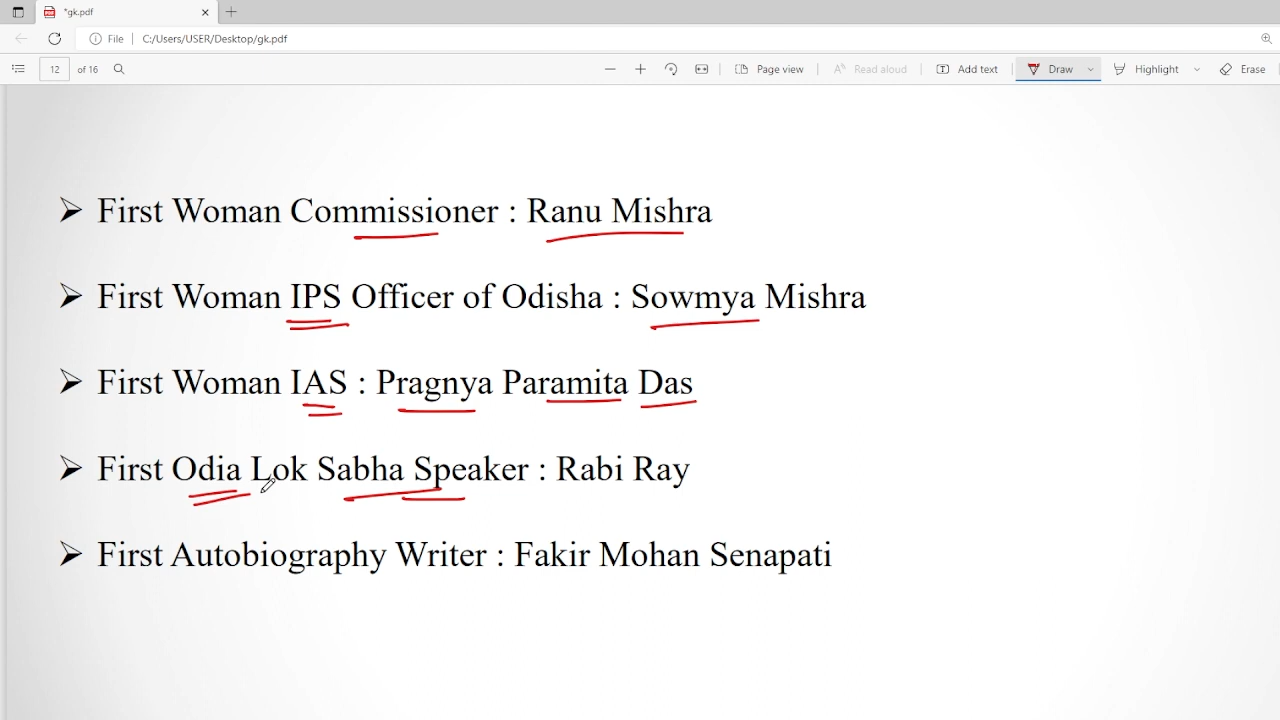 *gk.pdf
File C:/Users/USER/Desktop/gk.pdf
12 of 16 Page view Read aloud Add text Draw Highlight Erase
➢ First Woman Commissioner : Ranu Mishra
➢ First Woman IPS Officer of Odisha : Sowmya Mishra
➢ First Woman IAS : Pragnya Paramita Das
➢ First Odia Lok Sabha Speaker : Rabi Ray
➢ First Autobiography Writer : Fakir Mohan Senapati